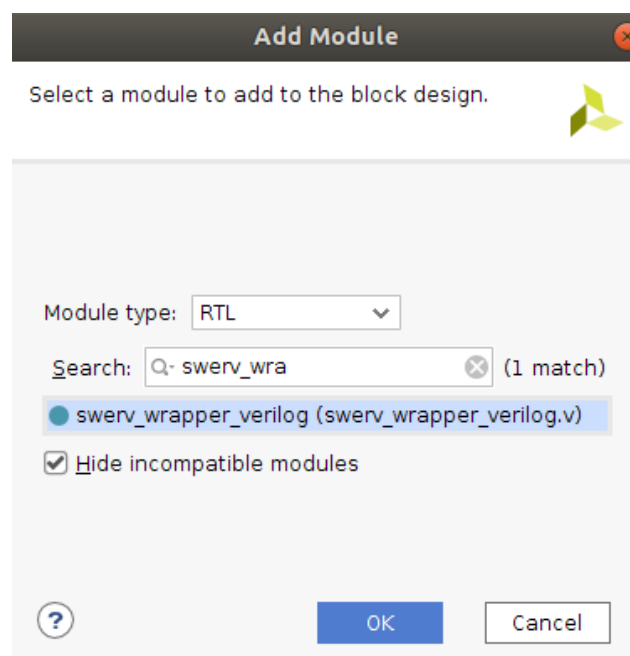 Add Module
Select a module to add to the block design.
Module type: RTL
Search: swerv_wra (1 match)
swerv_wrapper_verilog (swerv_wrapper_verilog.v)
Hide incompatible modules
? OK Cancel